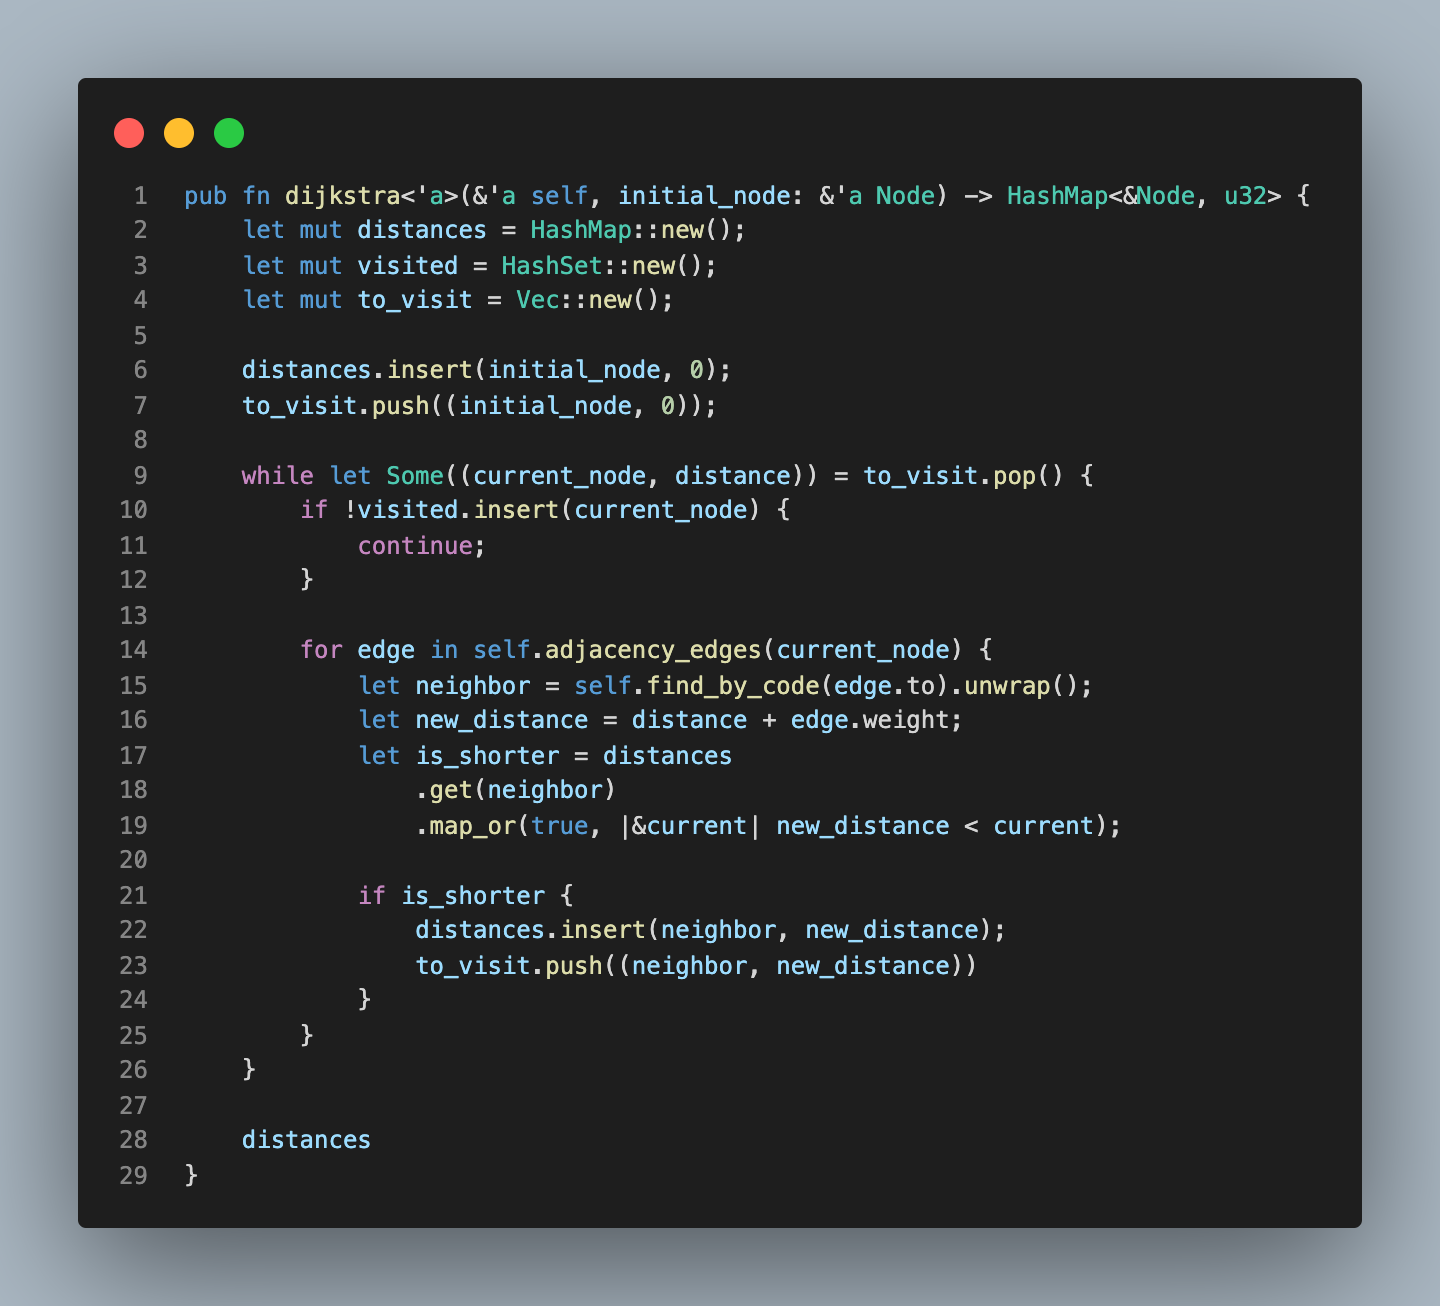 1 pub fn dijkstra<'a>(&'a self, initial_node: &'a Node) -> HashMap<&Node, u32> {
2     let mut distances = HashMap::new();
3     let mut visited = HashSet::new();
4     let mut to_visit = Vec::new();
5
6     distances.insert(initial_node, 0);
7     to_visit.push((initial_node, 0));
8
9     while let Some((current_node, distance)) = to_visit.pop() {
10         if !visited.insert(current_node) {
11             continue;
12         }
13
14         for edge in self.adjacency_edges(current_node) {
15             let neighbor = self.find_by_code(edge.to).unwrap();
16             let new_distance = distance + edge.weight;
17             let is_shorter = distances
18                 .get(neighbor)
19                 .map_or(true, |&current| new_distance < current);
20
21             if is_shorter {
22                 distances.insert(neighbor, new_distance);
23                 to_visit.push((neighbor, new_distance))
24             }
25         }
26     }
27
28     distances
29 }